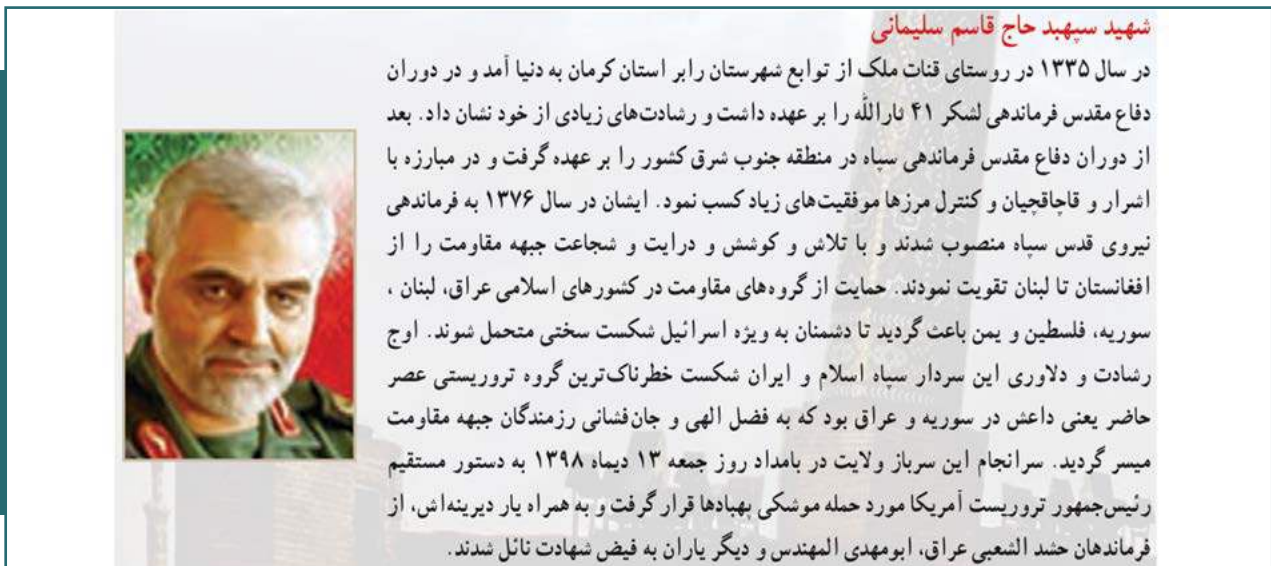 شهید سپهبد حاج قاسم سلیمانی
در سال ۱۳۳۵ در روستای قنات ملک از توابع شهرستان رابر استان کرمان به دنیا آمد و در دوران
دفاع مقدس فرماندهی لشکر ۴۱ ثاراللّه را بر عهده داشت و رشادت‌های زیادی از خود نشان داد. بعد
از دوران دفاع مقدس فرماندهی سپاه در منطقه جنوب شرق کشور را بر عهده گرفت و در مبارزه با
اشرار و قاچاقچیان و کنترل مرزها موفقیت‌های زیاد کسب نمود. ایشان در سال ۱۳۷۶ به فرماندهی
نیروی قدس سپاه منصوب شدند و با تلاش و کوشش و درایت و شجاعت جبهه مقاومت را از
افغانستان تا لبنان تقویت نمودند. حمایت از گروه‌های مقاومت در کشورهای اسلامی عراق، لبنان ،
سوریه، فلسطین و یمن باعث گردید تا دشمنان به ویژه اسرائیل شکست سختی متحمل شوند. اوج
رشادت و دلاوری این سردار سپاه اسلام و ایران شکست خطرناک‌ترین گروه تروریستی عصر
حاضر یعنی داعش در سوریه و عراق بود که به فضل الهی و جان‌فشانی رزمندگان جبهه مقاومت
میسر گردید. سرانجام این سرباز ولایت در بامداد روز جمعه ۱۳ دیماه ۱۳۹۸ به دستور مستقیم
رئیس‌جمهور تروریست آمریکا مورد حمله موشکی پهپادها قرار گرفت و به همراه یار دیرینه‌اش، از
فرماندهان حشد الشعبی عراق، ابومهدی المهندس و دیگر یاران به فیض شهادت نائل شدند.